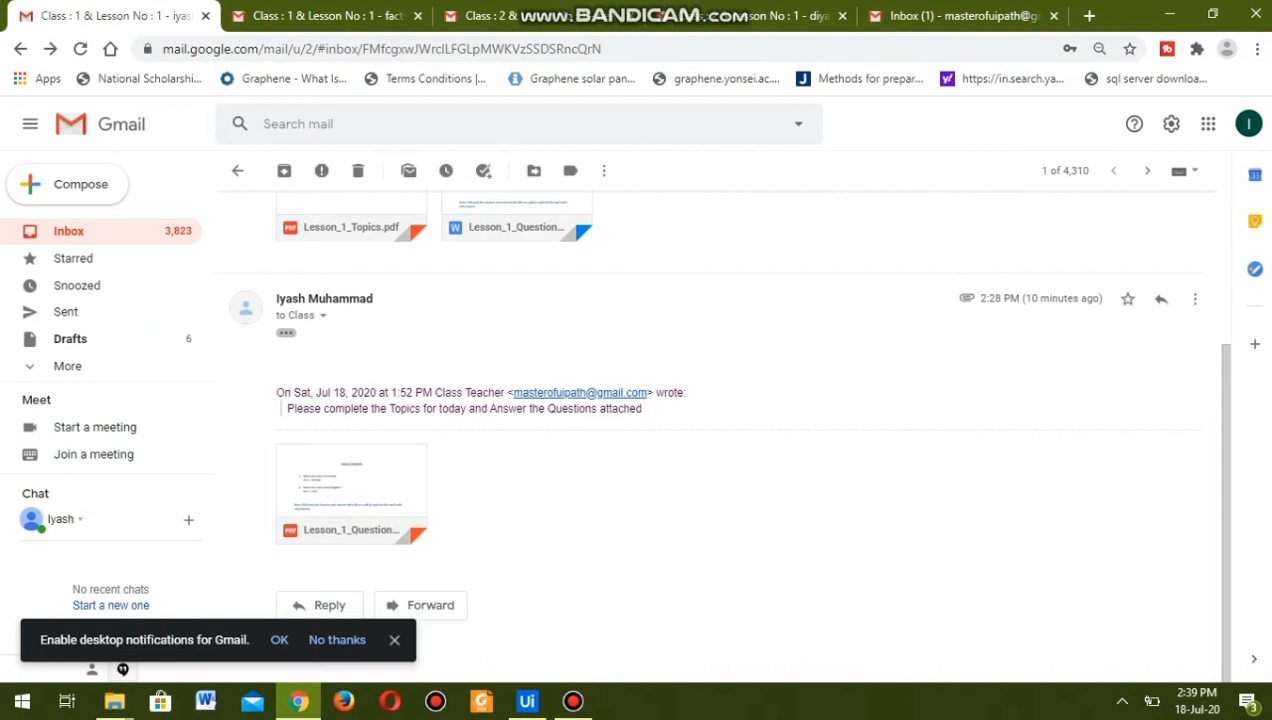 Class : 1 & Lesson No : 1 - iyas
Class : 1 & Lesson No : 1 - fac
Class : 2 &
www.BANDICAM.com
sson No : 1 - diya
Inbox (1) - masterofuipath@g
mail.google.com/mail/u/2/#inbox/FMfcgxwJWrclLFGLpMWKVzSSDSRncQrN
Apps
National Scholarshi...
Graphene - What Is...
Terms Conditions |...
Graphene solar pan...
graphene.yonsei.ac....
Methods for prepar...
https://in.search.ya...
sql server downloa...
Gmail
Search mail
I
Compose
1 of 4,310
Inbox 3,823
Starred
Snoozed
Sent
Drafts 6
More
Meet
Start a meeting
Join a meeting
Chat
Iyash
No recent chats
Start a new one
Lesson_1_Topics.pdf
Lesson_1_Question...
Iyash Muhammad
2:28 PM (10 minutes ago)
to Class
On Sat, Jul 18, 2020 at 1:52 PM Class Teacher <masterofuipath@gmail.com> wrote:
Please complete the Topics for today and Answer the Questions attached
PDF Lesson_1_Question...
Reply
Forward
Enable desktop notifications for Gmail. OK No thanks
Ui
2:39 PM
18-Jul-20
3